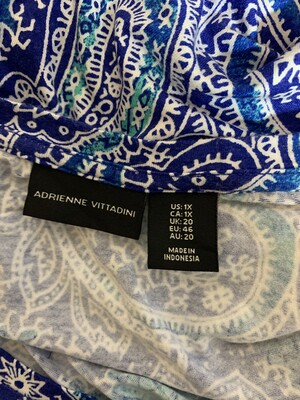 ADRIENNE VITTADINI
US: 1X
CA: 1X
UK: 20
EU: 46
AU: 20
MADE IN
INDONESIA